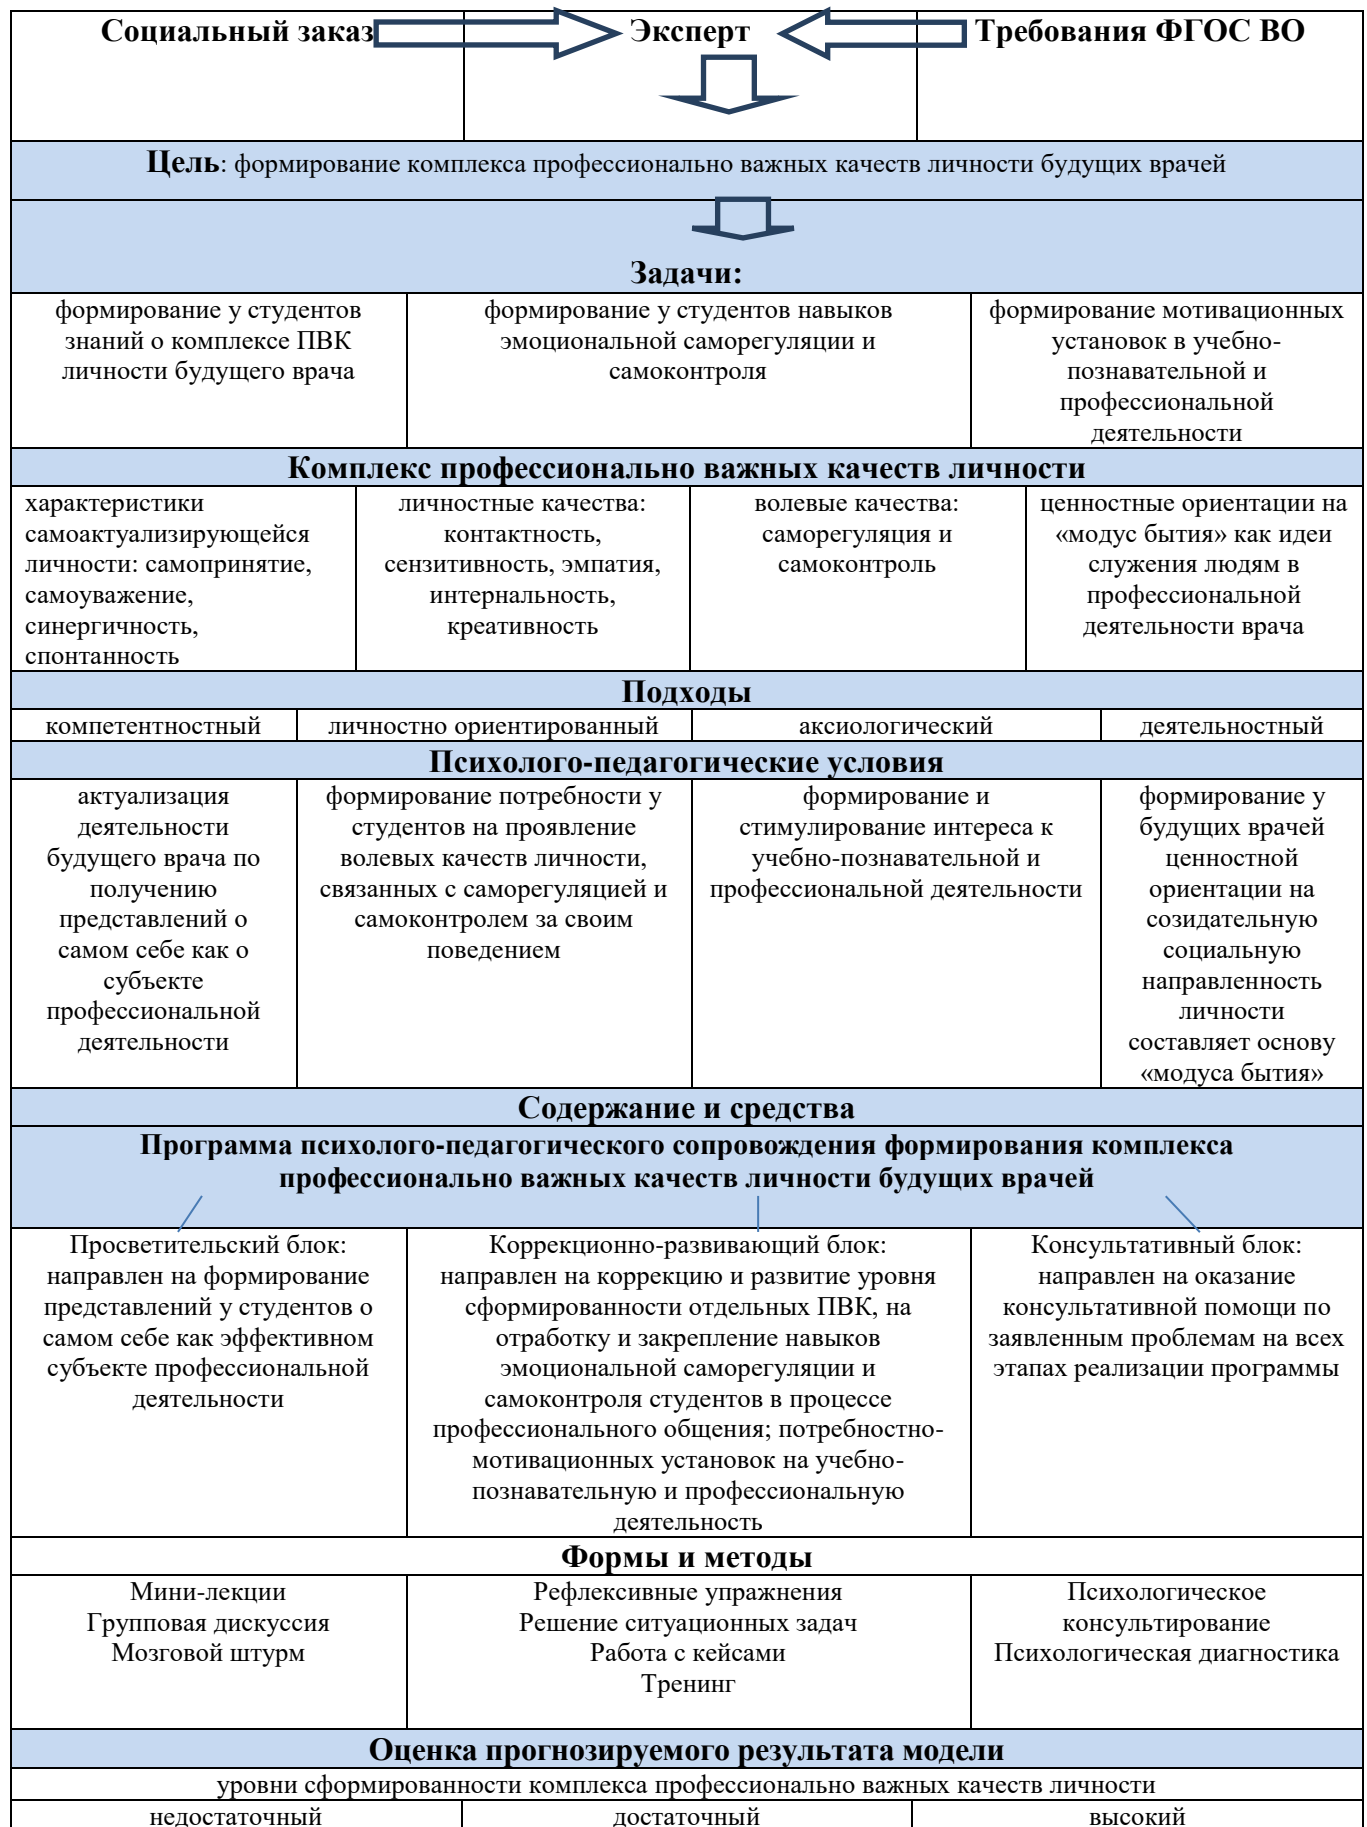 Социальный заказ
Эксперт
Требования ФГОС ВО
Цель: формирование комплекса профессионально важных качеств личности будущих врачей
Задачи:
формирование у студентов
знаний о комплексе ПВК
личности будущего врача
формирование у студентов навыков
эмоциональной саморегуляции и
самоконтроля
формирование мотивационных
установок в учебно-
познавательной и
профессиональной
деятельности
Комплекс профессионально важных качеств личности
характеристики
самоактуализирующейся
личности: самопринятие,
самоуважение,
синергичность,
спонтанность
личностные качества:
контактность,
сензитивность, эмпатия,
интернальность,
креативность
волевые качества:
саморегуляция и
самоконтроль
ценностные ориентации на
«модус бытия» как идеи
служения людям в
профессиональной
деятельности врача
Подходы
компетентностный
личностно ориентированный
аксиологический
деятельностный
Психолого-педагогические условия
актуализация
деятельности
будущего врача по
получению
представлений о
самом себе как о
субъекте
профессиональной
деятельности
формирование потребности у
студентов на проявление
волевых качеств личности,
связанных с саморегуляцией и
самоконтролем за своим
поведением
формирование и
стимулирование интереса к
учебно-познавательной и
профессиональной деятельности
формирование у
будущих врачей
ценностной
ориентации на
созидательную
социальную
направленность
личности
составляет основу
«модуса бытия»
Содержание и средства
Программа психолого-педагогического сопровождения формирования комплекса
профессионально важных качеств личности будущих врачей
Просветительский блок:
направлен на формирование
представлений у студентов о
самом себе как эффективном
субъекте профессиональной
деятельности
Коррекционно-развивающий блок:
направлен на коррекцию и развитие уровня
сформированности отдельных ПВК, на
отработку и закрепление навыков
эмоциональной саморегуляции и
самоконтроля студентов в процессе
профессионального общения; потребностно-
мотивационных установок на учебно-
познавательную и профессиональную
деятельность
Консультативный блок:
направлен на оказание
консультативной помощи по
заявленным проблемам на всех
этапах реализации программы
Формы и методы
Мини-лекции
Групповая дискуссия
Мозговой штурм
Рефлексивные упражнения
Решение ситуационных задач
Работа с кейсами
Тренинг
Психологическое
консультирование
Психологическая диагностика
Оценка прогнозируемого результата модели
уровни сформированности комплекса профессионально важных качеств личности
недостаточный
достаточный
высокий